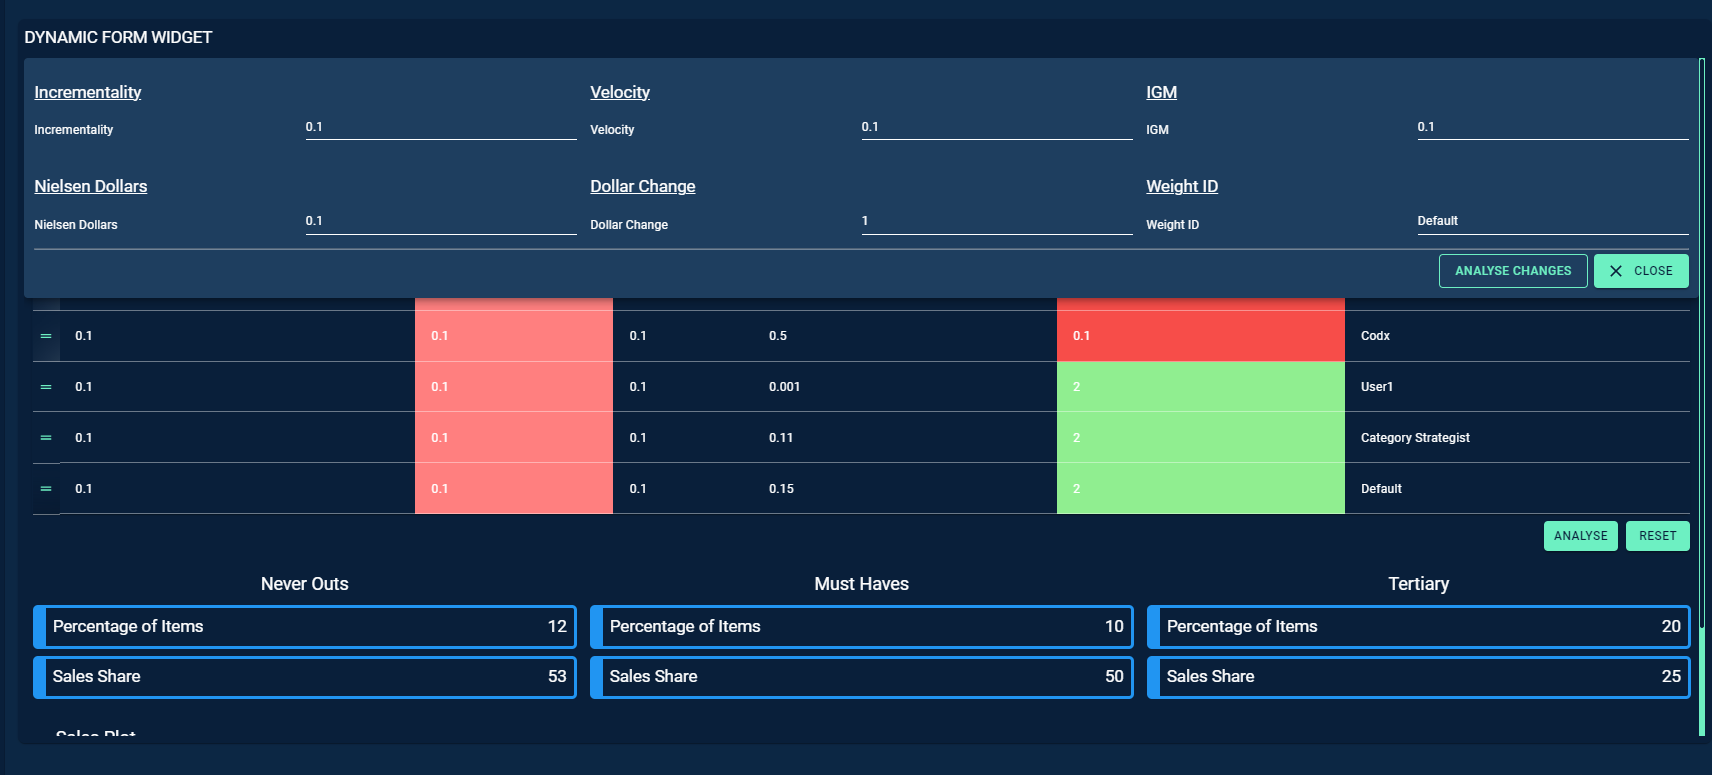 DYNAMIC FORM WIDGET
Incrementality Velocity IGM
Incrementality 0.1 Velocity 0.1 IGM 0.1
Nielsen Dollars Dollar Change Weight ID
Nielsen Dollars 0.1 Dollar Change 1 Weight ID Default
ANALYSE CHANGES CLOSE
0.1 0.1 0.1 0.5 0.1 Codx
0.1 0.1 0.1 0.001 2 User1
0.1 0.1 0.1 0.11 2 Category Strategist
0.1 0.1 0.1 0.15 2 Default
ANALYSE RESET
Never Outs Must Haves Tertiary
Percentage of Items 12 Percentage of Items 10 Percentage of Items 20
Sales Share 53 Sales Share 50 Sales Share 25
Sales Plot